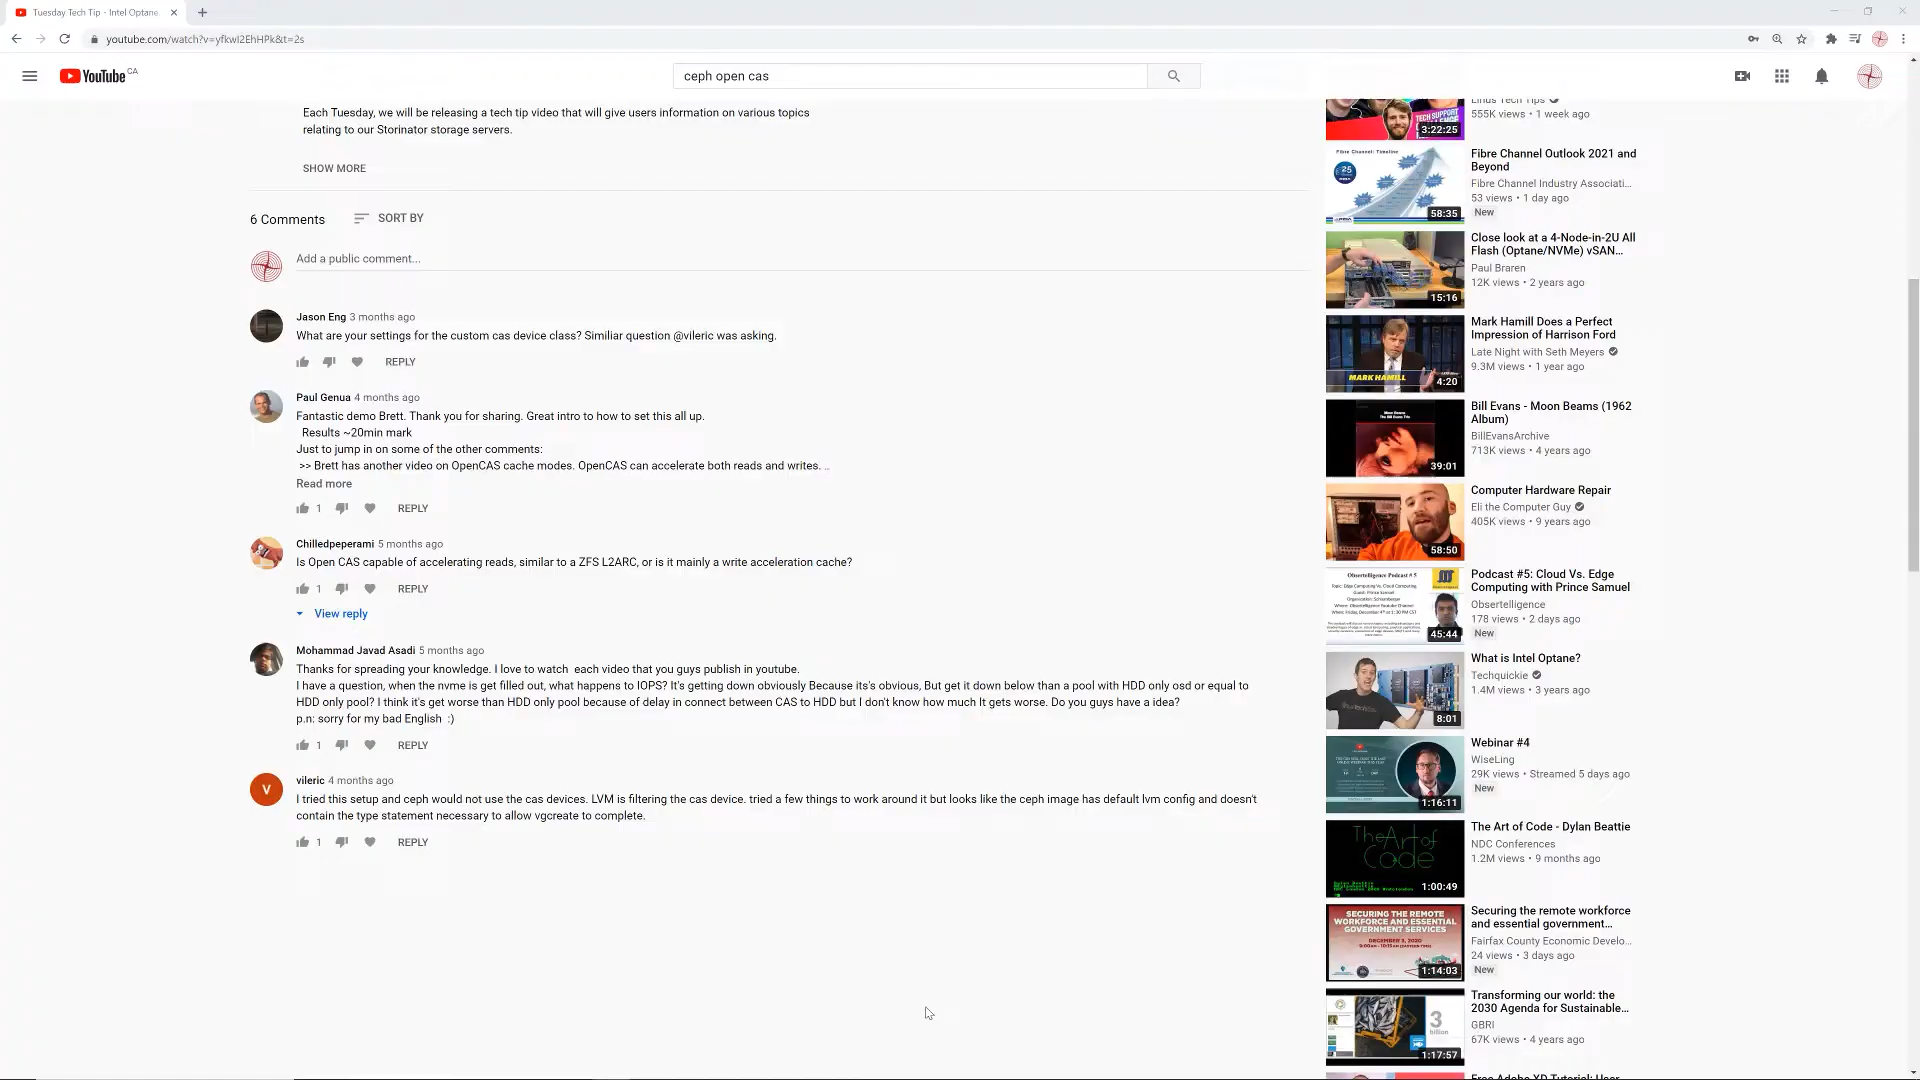 Tuesday Tech Tip - Intel Optane
youtube.com/watch?v=yfkwI2EhHPk&t=2s
YouTube CA
ceph open cas
Each Tuesday, we will be releasing a tech tip video that will give users information on various topics
relating to our Storinator storage servers.
SHOW MORE
6 Comments
SORT BY
Add a public comment...
Jason Eng 3 months ago
What are your settings for the custom cas device class? Similiar question @vileric was asking.
REPLY
Paul Genua 4 months ago
Fantastic demo Brett. Thank you for sharing. Great intro to how to set this all up.
Results ~20min mark
Just to jump in on some of the other comments:
>> Brett has another video on OpenCAS cache modes. OpenCAS can accelerate both reads and writes. ..
Read more
1 REPLY
Chilledpeperami 5 months ago
Is Open CAS capable of accelerating reads, similar to a ZFS L2ARC, or is it mainly a write acceleration cache?
1 REPLY
View reply
Mohammad Javad Asadi 5 months ago
Thanks for spreading your knowledge. I love to watch each video that you guys publish in youtube.
I have a question, when the nvme is get filled out, what happens to IOPS? It's getting down obviously Because its's obvious, But get it down below than a pool with HDD only osd or equal to
HDD only pool? I think it's get worse than HDD only pool because of delay in connect between CAS to HDD but I don't know how much It gets worse. Do you guys have a idea?
p.n: sorry for my bad English :)
1 REPLY
V
vileric 4 months ago
I tried this setup and ceph would not use the cas devices. LVM is filtering the cas device. tried a few things to work around it but looks like the ceph image has default lvm config and doesn't
contain the type statement necessary to allow vgcreate to complete.
1 REPLY
Linus Tech Tips
555K views • 1 week ago
TECH SUPPORT
3:22:25
Fibre Channel: Timeline
25
58:35
Fibre Channel Outlook 2021 and
Beyond
Fibre Channel Industry Associati...
53 views • 1 day ago
New
15:16
Close look at a 4-Node-in-2U All
Flash (Optane/NVMe) vSAN...
Paul Braren
12K views • 2 years ago
MARK HAMILL
4:20
Mark Hamill Does a Perfect
Impression of Harrison Ford
Late Night with Seth Meyers
9.3M views • 1 year ago
39:01
Bill Evans - Moon Beams (1962
Album)
BillEvansArchive
713K views • 4 years ago
58:50
Computer Hardware Repair
Eli the Computer Guy
405K views • 9 years ago
Obsertelligence Podcast # 5
45:44
Podcast #5: Cloud Vs. Edge
Computing with Prince Samuel
Obsertelligence
178 views • 2 days ago
New
8:01
What is Intel Optane?
Techquickie
1.4M views • 3 years ago
1:16:11
Webinar #4
WiseLing
29K views • Streamed 5 days ago
New
The Art of
Code
1:00:49
The Art of Code - Dylan Beattie
NDC Conferences
1.2M views • 9 months ago
SECURING THE REMOTE
WORKFORCE AND ESSENTIAL
GOVERNMENT SERVICES
DECEMBER 3, 2020
1:14:03
Securing the remote workforce
and essential government...
Fairfax County Economic Develo...
24 views • 3 days ago
New
3
billion
1:17:57
Transforming our world: the
2030 Agenda for Sustainable...
GBRI
67K views • 4 years ago
Free Adobe XD Tutorial: User